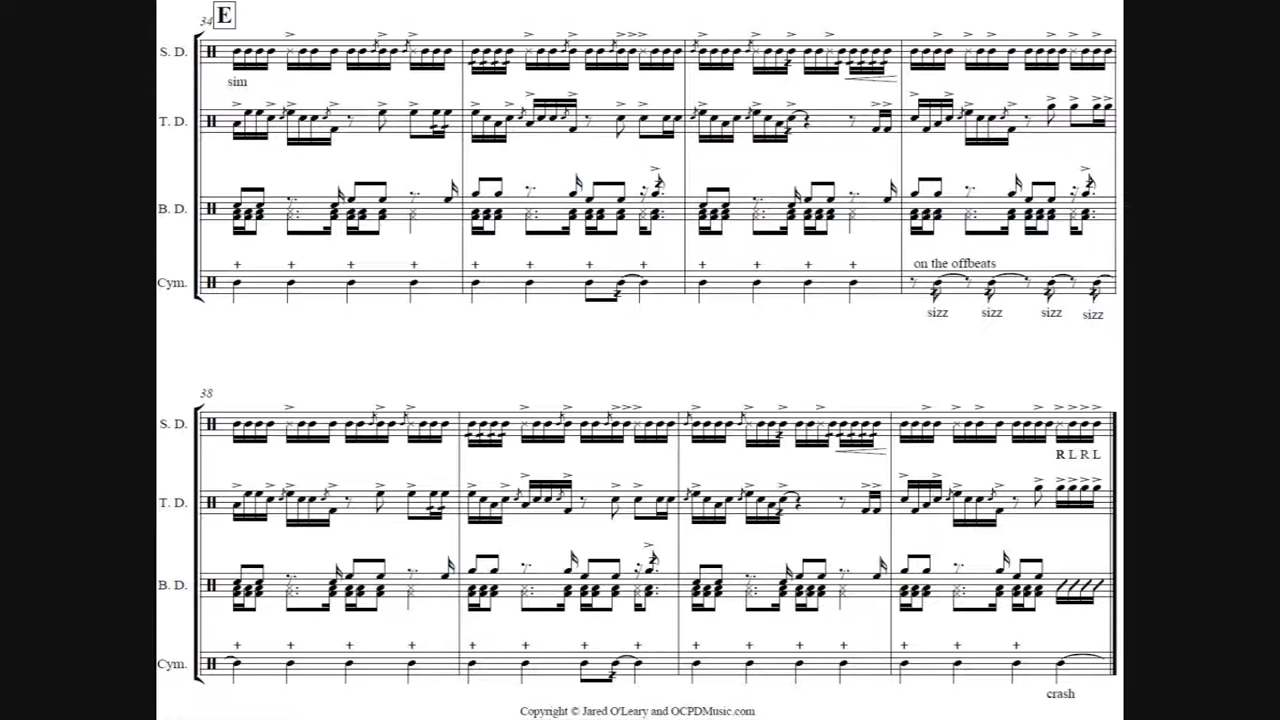 34 E
S. D.
sim
T. D.
B. D.
on the offbeats
Cym.
sizz sizz sizz sizz
38
S. D.
R L R L
T. D.
B. D.
Cym.
crash
Copyright © Jared O'Leary and OCPDMusic.com